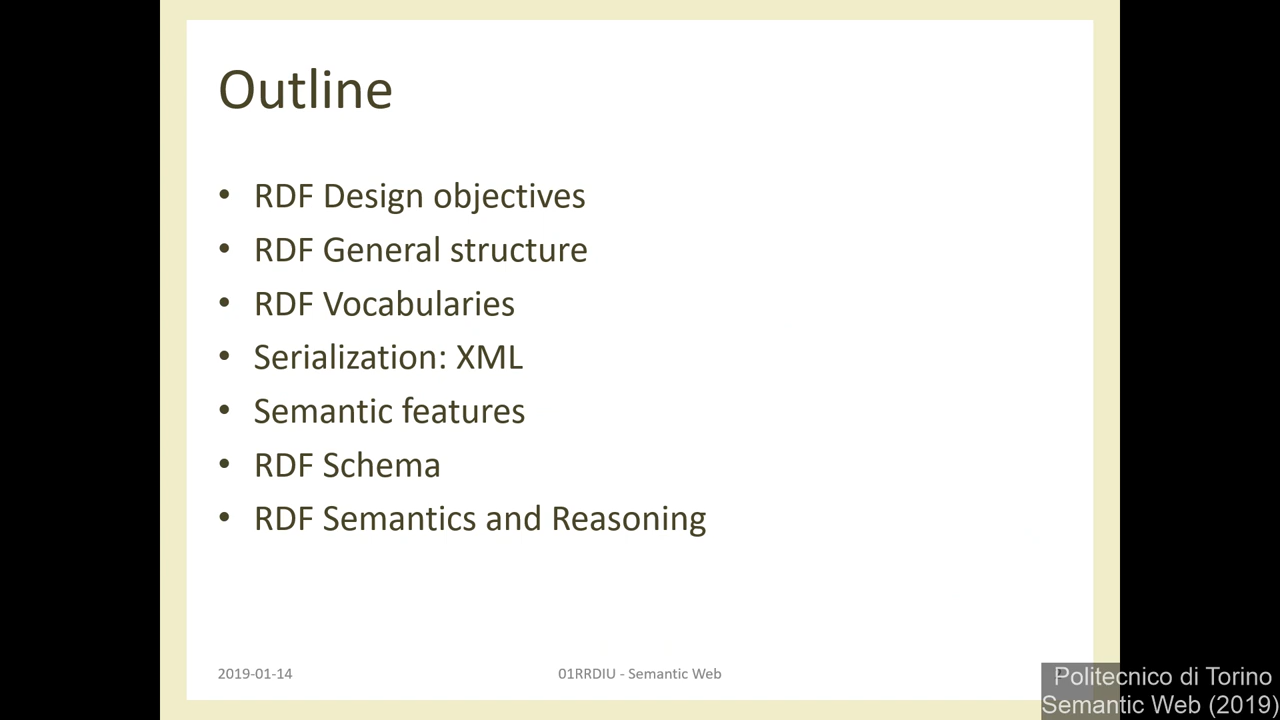 Outline
• RDF Design objectives
• RDF General structure
• RDF Vocabularies
• Serialization: XML
• Semantic features
• RDF Schema
• RDF Semantics and Reasoning
2019-01-14
01RRDIU - Semantic Web
Politecnico di Torino
Semantic Web (2019)